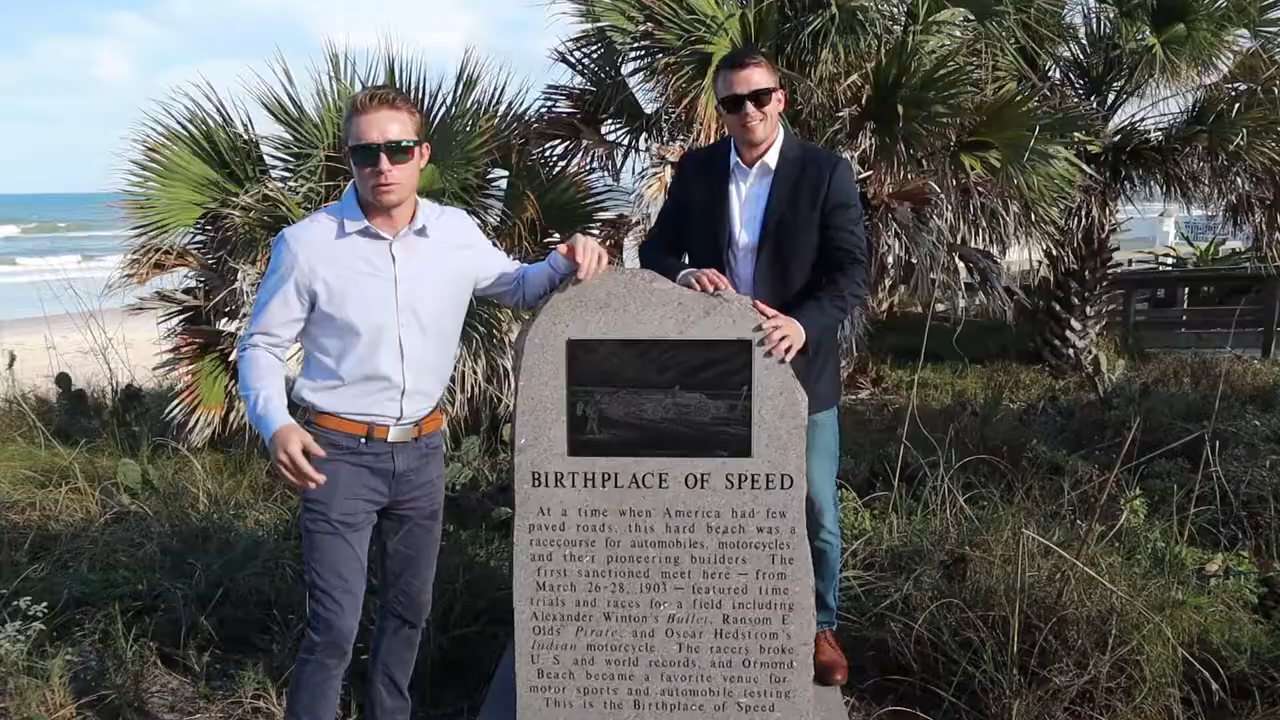 BIRTHPLACE OF SPEED
At a time when America had few
paved roads, this hard beach was a
racecourse for automobiles, motorcycles,
and their pioneering builders. The
first sanctioned meet here — from
March 26-28, 1903 — featured time
trials and races for a field including
Alexander Winton's Bullet, Ransom E.
Olds' Pirate, and Oscar Hedstrom's
Indian motorcycle. The racers broke
U.S. and world records, and Ormond
Beach became a favorite venue for
motor sports and automobile testing.
This is the Birthplace of Speed.